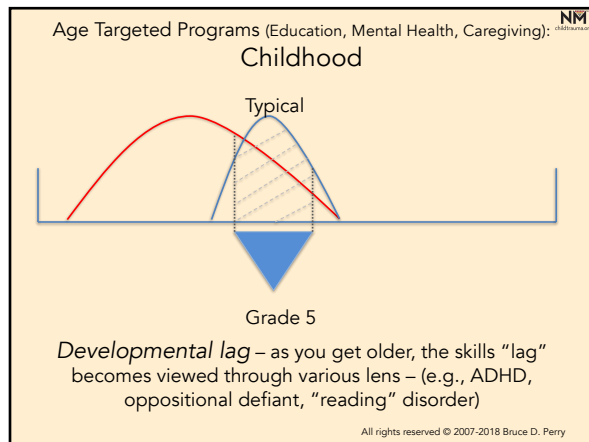 Age Targeted Programs (Education, Mental Health, Caregiving):
NM
childtrauma.org
Childhood
Typical
Grade 5
Developmental lag – as you get older, the skills “lag”
becomes viewed through various lens – (e.g., ADHD,
oppositional defiant, “reading” disorder)
All rights reserved © 2007-2018 Bruce D. Perry